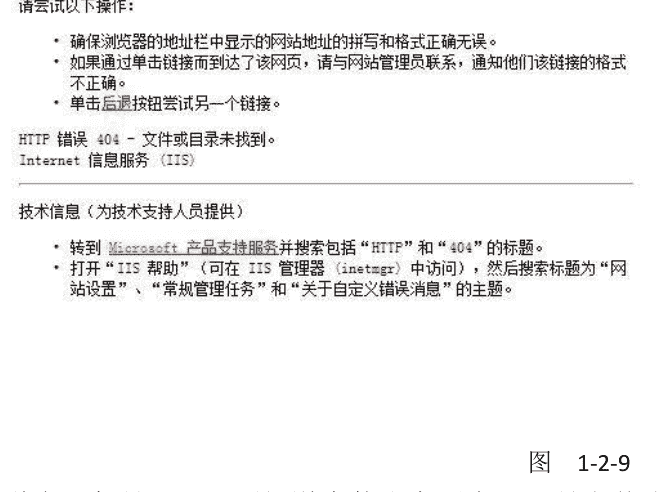 请尝试以下操作:
• 确保浏览器的地址栏中显示的网站地址的拼写和格式正确无误。
• 如果通过单击链接而到达了该网页，请与网站管理员联系，通知他们该链接的格式
不正确。
• 单击后退按钮尝试另一个链接。
HTTP 错误 404 - 文件或目录未找到。
Internet 信息服务 (IIS)
技术信息（为技术支持人员提供）
• 转到 Microsoft 产品支持服务并搜索包括“HTTP”和“404”的标题。
• 打开“IIS 帮助”（可在 IIS 管理器 (inetmgr) 中访问），然后搜索标题为“网
站设置”、“常规管理任务”和“关于自定义错误消息”的主题。
图 1-2-9